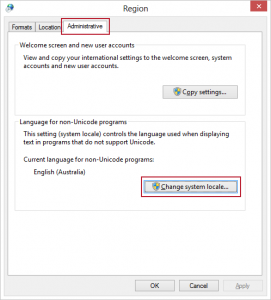 Region
Formats Location Administrative
Welcome screen and new user accounts
View and copy your international settings to the welcome screen, system
accounts and new user accounts.
Copy settings...
Language for non-Unicode programs
This setting (system locale) controls the language used when displaying
text in programs that do not support Unicode.
Current language for non-Unicode programs:
English (Australia)
Change system locale...
OK Cancel Apply